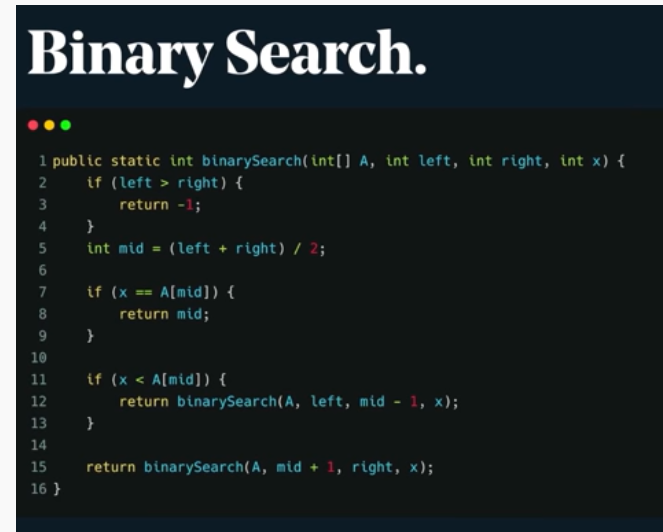 Binary Search.
1 public static int binarySearch(int[] A, int left, int right, int x) {
2     if (left > right) {
3         return -1;
4     }
5     int mid = (left + right) / 2;
6
7     if (x == A[mid]) {
8         return mid;
9     }
10
11     if (x < A[mid]) {
12         return binarySearch(A, left, mid - 1, x);
13     }
14
15     return binarySearch(A, mid + 1, right, x);
16 }